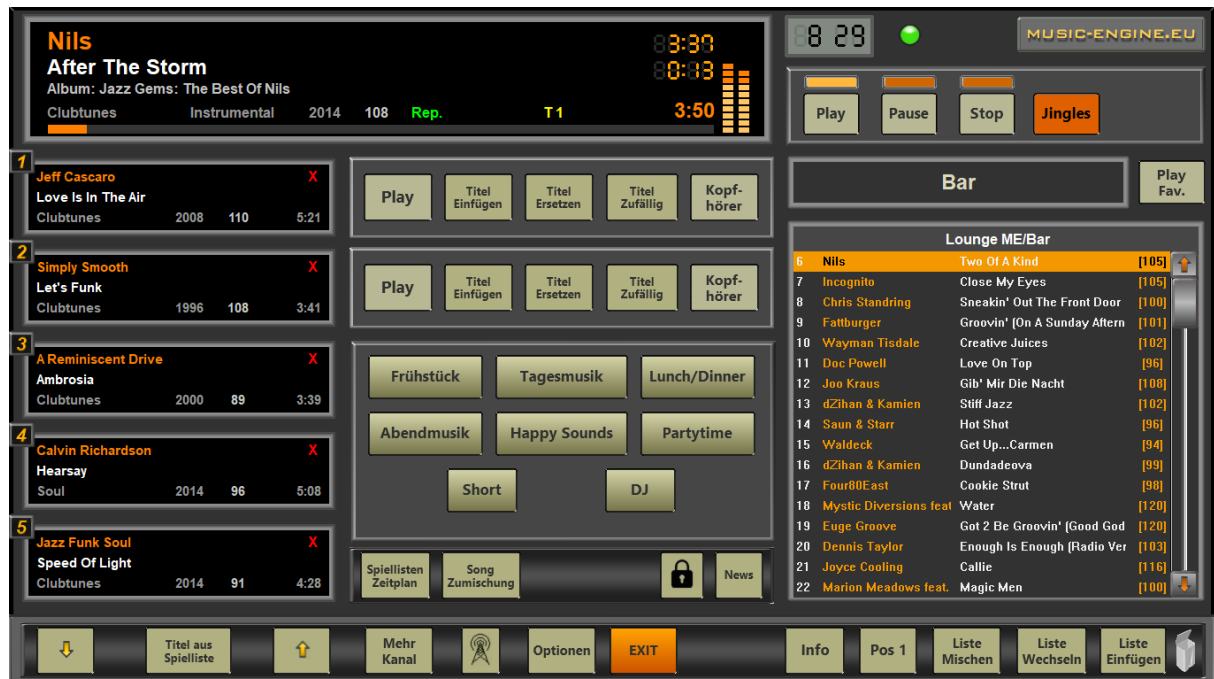 Nils
3:37
After The Storm
0:13
Album: Jazz Gems: The Best Of Nils
Clubtunes Instrumental 2014 108 Rep. T1 3:50
8 29
MUSIC-ENGINE.EU
Play Pause Stop Jingles
1
Jeff Cascaro X
Love Is In The Air
Clubtunes 2008 110 5:21
2
Simply Smooth X
Let's Funk
Clubtunes 1996 108 3:41
3
A Reminiscent Drive X
Ambrosia
Clubtunes 2000 89 3:39
4
Calvin Richardson X
Hearsay
Soul 2014 96 5:08
5
Jazz Funk Soul X
Speed Of Light
Clubtunes 2014 91 4:28
Play
Titel
Einfügen
Titel
Ersetzen
Titel
Zufällig
Kopf-
hörer
Play
Titel
Einfügen
Titel
Ersetzen
Titel
Zufällig
Kopf-
hörer
Frühstück Tagesmusik Lunch/Dinner
Abendmusik Happy Sounds Partytime
Short DJ
Spiellisten
Zeitplan
Song
Zumischung
News
Bar
Play
Fav.
Lounge ME/Bar
6 Nils Two Of A Kind [105]
7 Incognito Close My Eyes [105]
8 Chris Standring Sneakin' Out The Front Door [100]
9 Fattburger Groovin' (On A Sunday Aftern [101]
10 Wayman Tisdale Creative Juices [102]
11 Doc Powell Love On Top [96]
12 Joo Kraus Gib' Mir Die Nacht [108]
13 dZihan & Kamien Stiff Jazz [102]
14 Saun & Starr Hot Shot [96]
15 Waldeck Get Up...Carmen [94]
16 dZihan & Kamien Dundadeova [99]
17 Four80East Cookie Strut [98]
18 Mystic Diversions feat Water [120]
19 Euge Groove Got 2 Be Groovin' (Good God [120]
20 Dennis Taylor Enough Is Enough (Radio Ver [103]
21 Joyce Cooling Callie [116]
22 Marion Meadows feat. Magic Men [100]
Titel aus
Spielliste
Mehr
Kanal
Optionen
EXIT
Info
Pos 1
Liste
Mischen
Liste
Wechseln
Liste
Einfügen